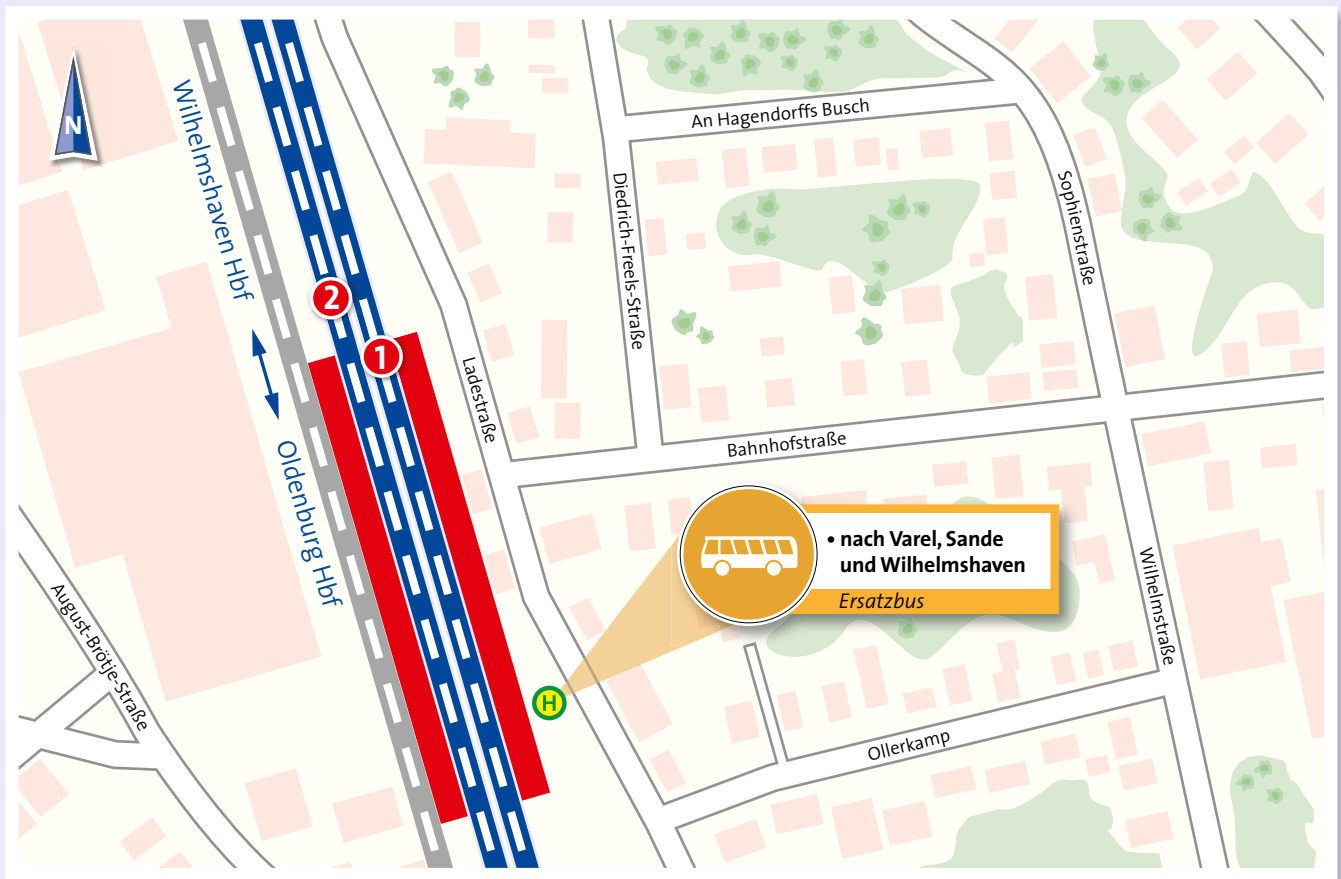 N
Wilhelmshaven Hbf
Oldenburg Hbf
2
1
An Hagendorffs Busch
Diedrich-Freels-Straße
Sophienstraße
Ladestraße
Bahnhofstraße
• nach Varel, Sande
und Wilhelmshaven
Ersatzbus
H
August-Brötje-Straße
Wilhelmstraße
Ollerkamp